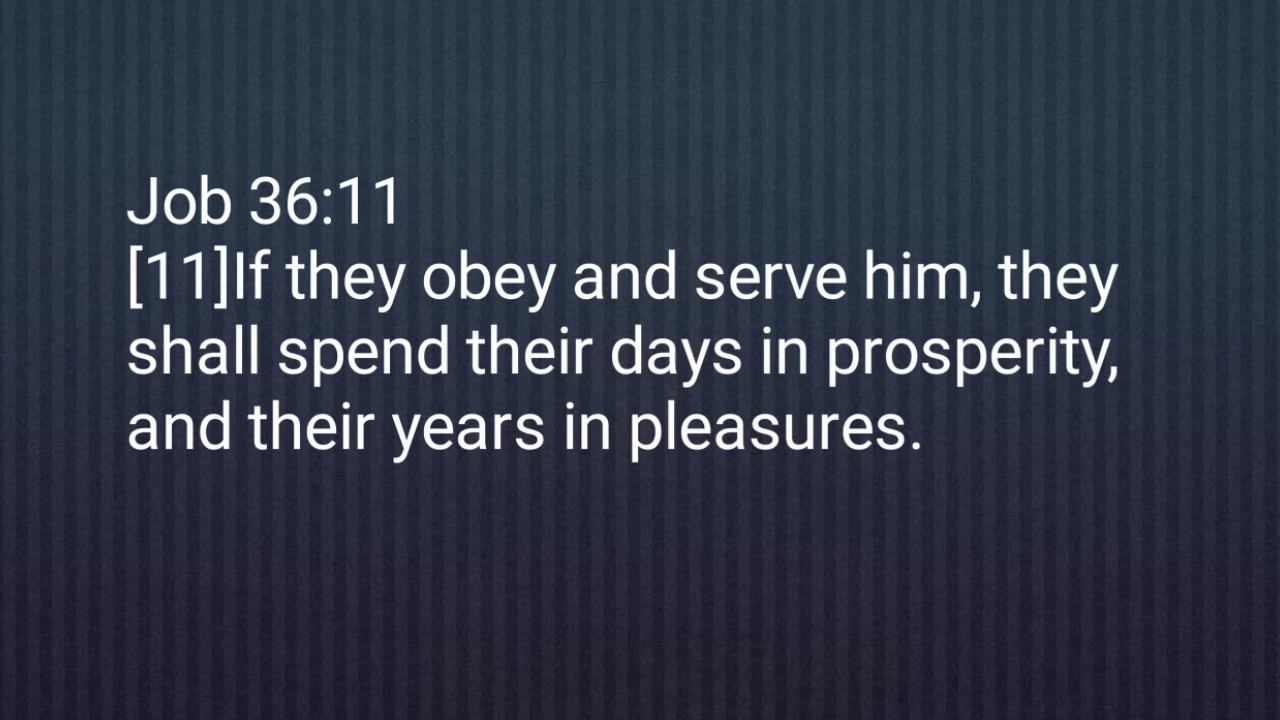 Job 36:11
[11]If they obey and serve him, they
shall spend their days in prosperity,
and their years in pleasures.